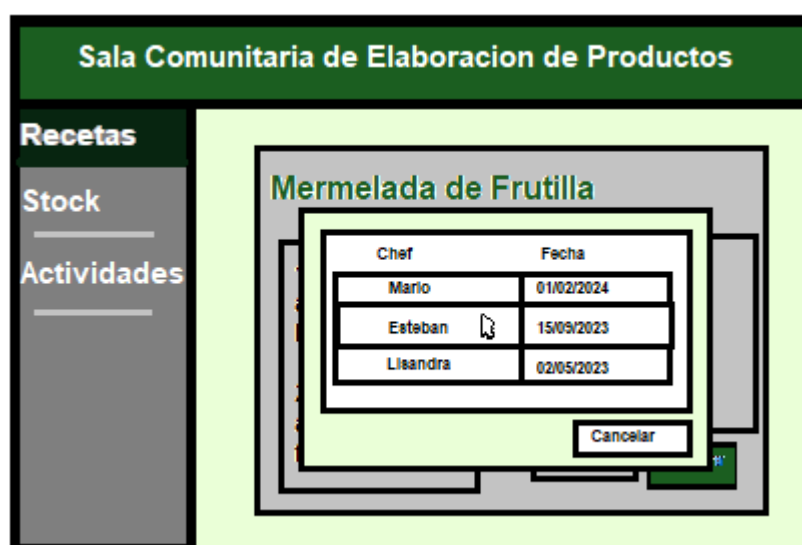 Sala Comunitaria de Elaboracion de Productos
Recetas
Stock
Actividades
Mermelada de Frutilla
Chef Fecha
Mario 01/02/2024
Esteban 15/09/2023
Lisandra 02/05/2023
Cancelar